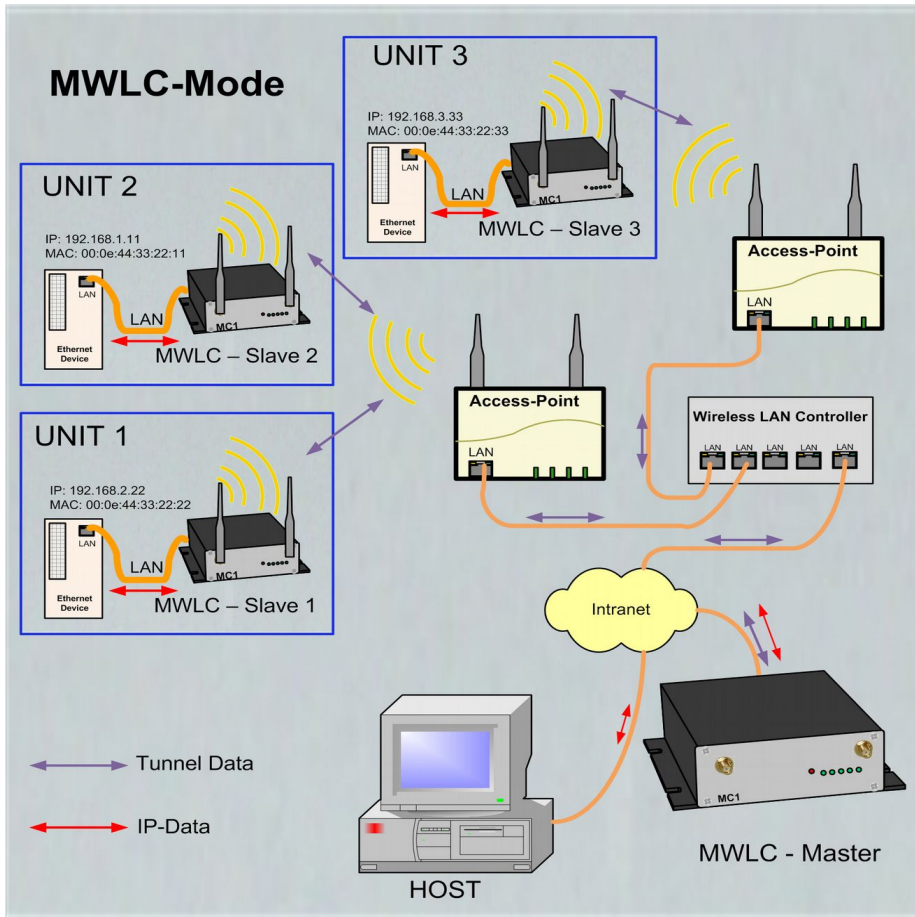 MWLC-Mode
UNIT 3
IP: 192.168.3.33
MAC: 00:0e:44:33:22:33
LAN
Ethernet
Device
LAN
MC1
MWLC – Slave 3
UNIT 2
IP: 192.168.1.11
MAC: 00:0e:44:33:22:11
LAN
Ethernet
Device
LAN
MC1
MWLC – Slave 2
UNIT 1
IP: 192.168.2.22
MAC: 00:0e:44:33:22:22
LAN
Ethernet
Device
LAN
MC1
MWLC – Slave 1
Access-Point
LAN
Access-Point
LAN
Wireless LAN Controller
LAN LAN LAN LAN LAN
Intranet
Tunnel Data
IP-Data
HOST
MC1
MWLC - Master